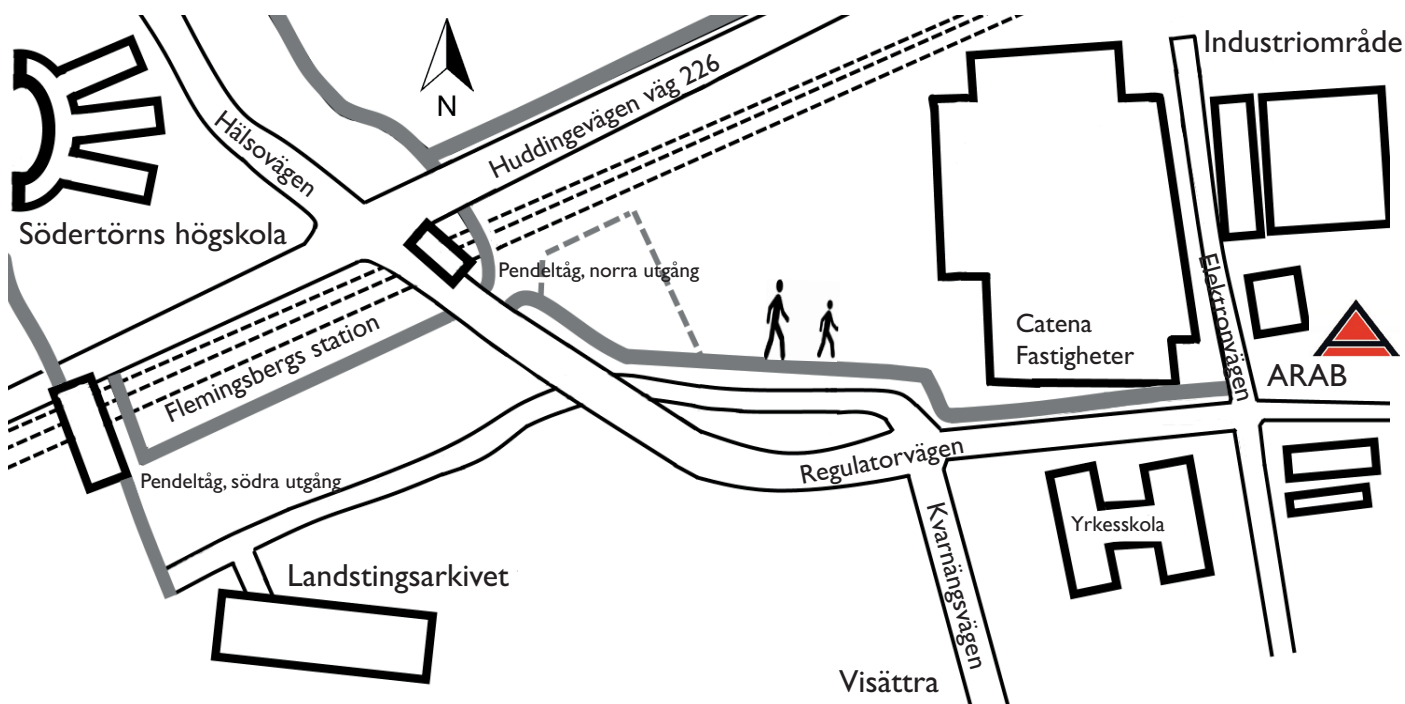 Industriområde
Huddingevägen väg 226
N
Hälsovägen
Södertörns högskola
Pendeltåg, norra utgång
Elektronvägen
Catena
Fastigheter
Flemingsbergs station
ARAB
Regulatorvägen
Pendeltåg, södra utgång
Yrkesskola
Kvarnängsvägen
Landstingsarkivet
Visättra